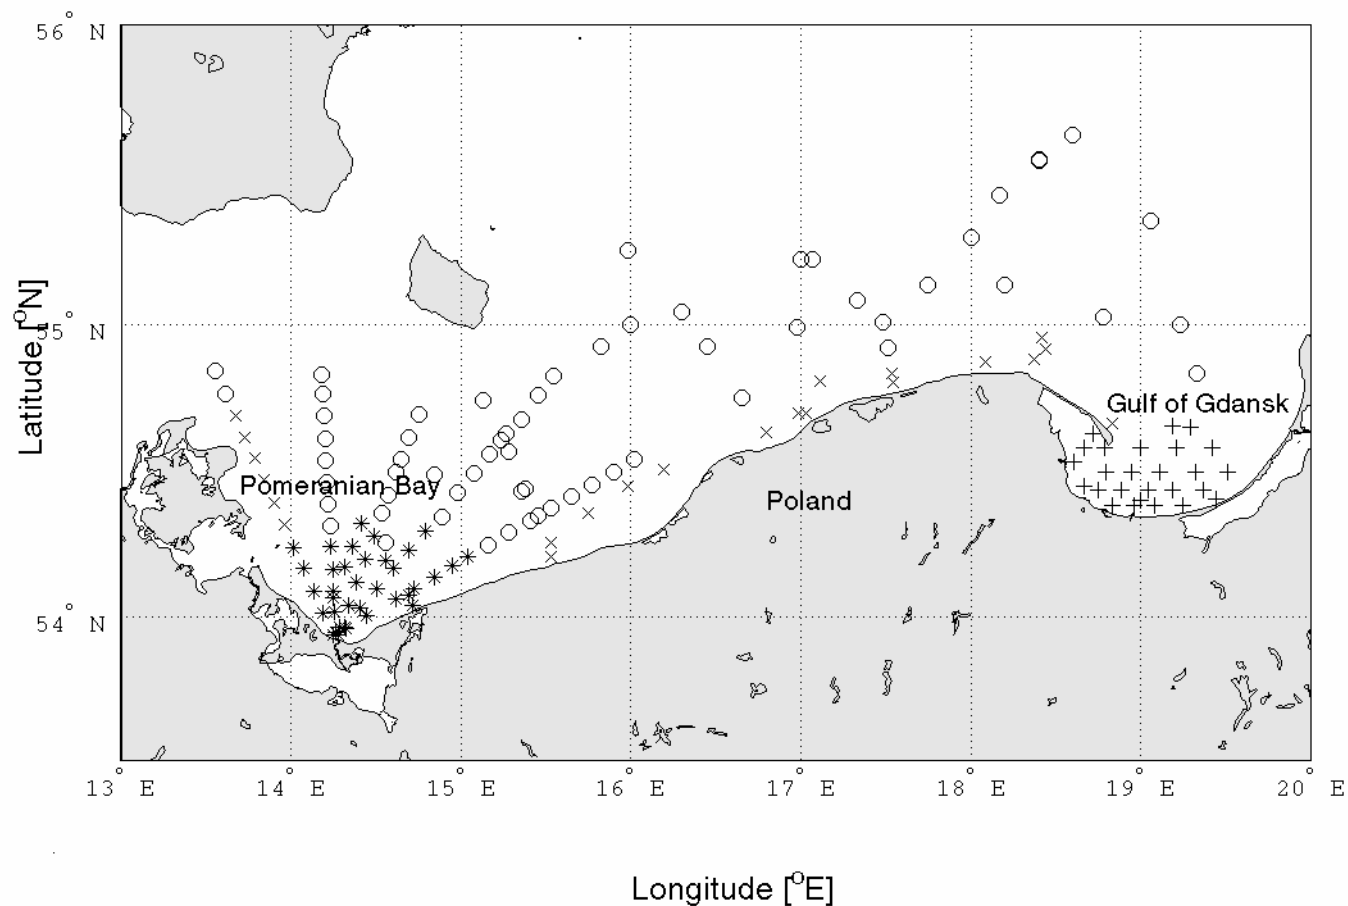 56° N
55° N
54° N
Latitude [°N]
Pomeranian Bay
Gulf of Gdansk
Poland
13° E 14° E 15° E 16° E 17° E 18° E 19° E 20° E
Longitude [°E]